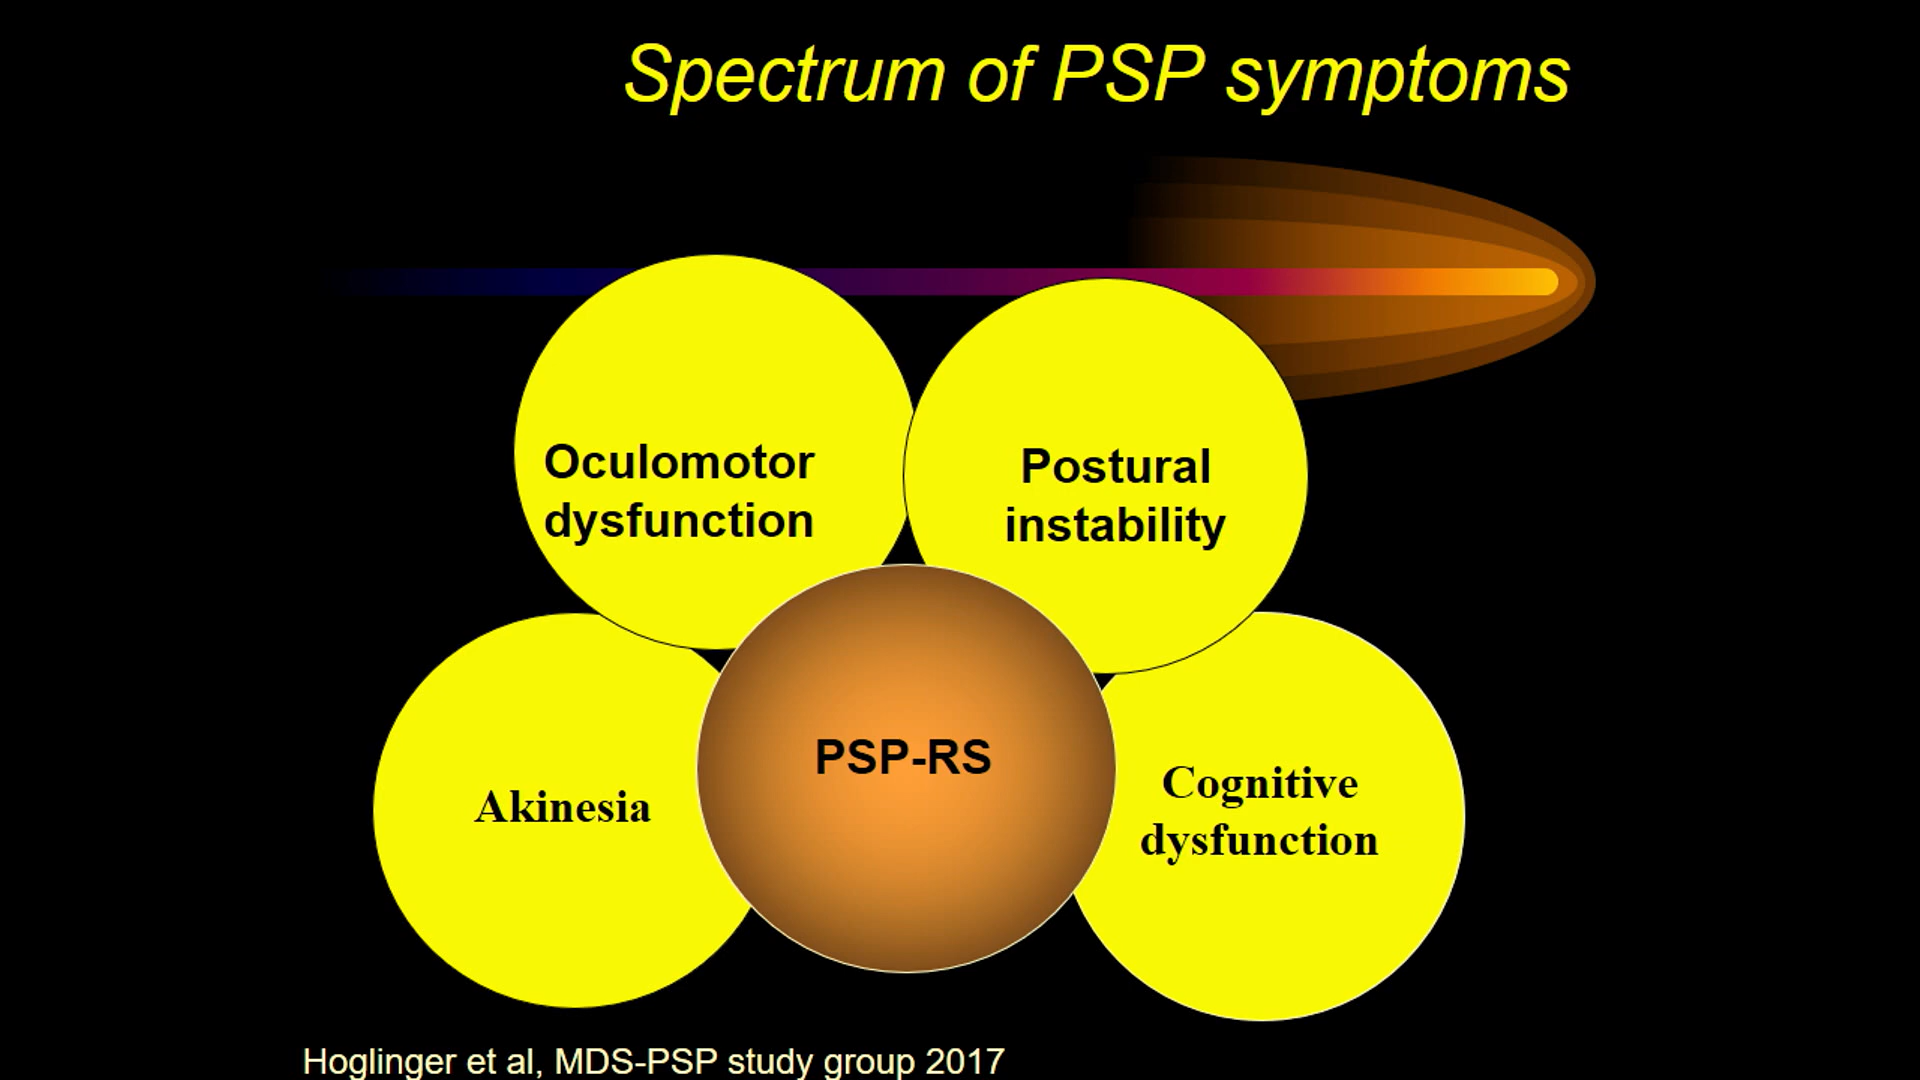 Spectrum of PSP symptoms
Oculomotor
dysfunction
Postural
instability
PSP-RS
Akinesia
Cognitive
dysfunction
Hoglinger et al, MDS-PSP study group 2017